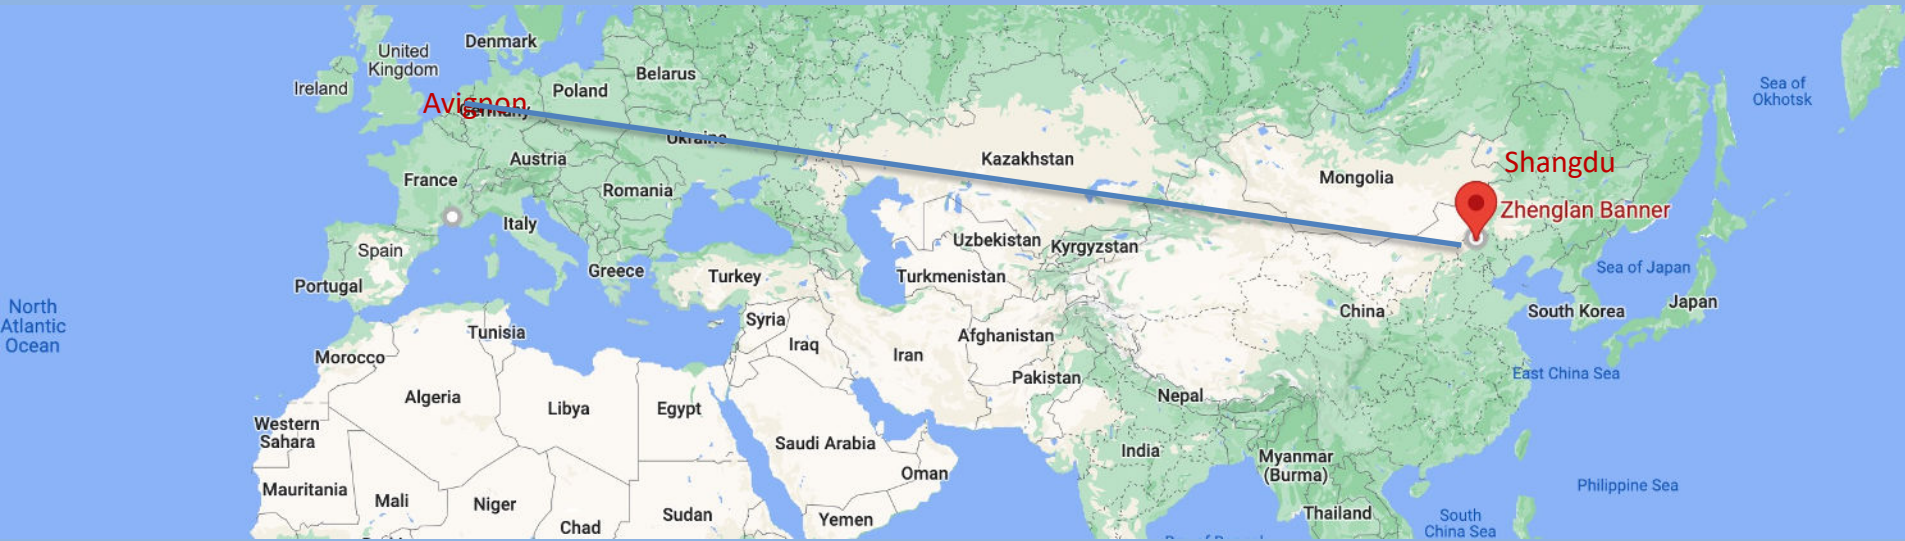 Denmark
United
Kingdom
Ireland
Belarus
Poland
Avignon
Germany
Ukraine
Austria
France
Romania
Italy
Spain
Greece
Portugal
Turkey
Kazakhstan
Mongolia
Shangdu
Zhenglan Banner
Sea of
Okhotsk
Uzbekistan
Kyrgyzstan
Turkmenistan
Sea of Japan
North
Atlantic
Ocean
Tunisia
Syria
Iraq
Iran
Afghanistan
China
South Korea
Japan
Morocco
Algeria
Libya
Egypt
Pakistan
Nepal
East China Sea
Western
Sahara
Saudi Arabia
Oman
India
Myanmar
(Burma)
Mauritania
Mali
Niger
Chad
Sudan
Yemen
Thailand
Philippine Sea
South
China Sea